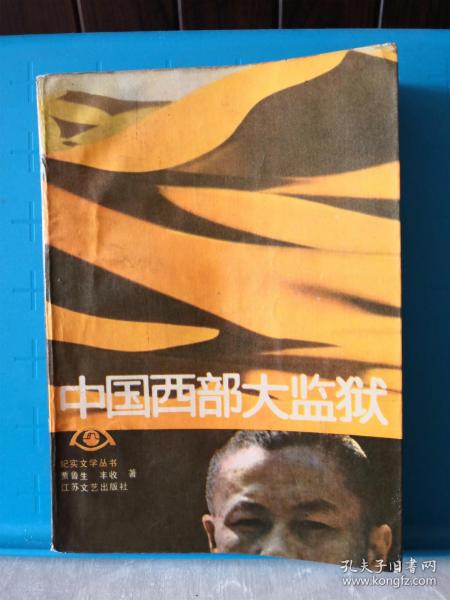 中国西部大监狱
纪实文学丛书
贾鲁生 丰收 著
江苏文艺出版社
孔夫子旧书网
www.kongfz.com